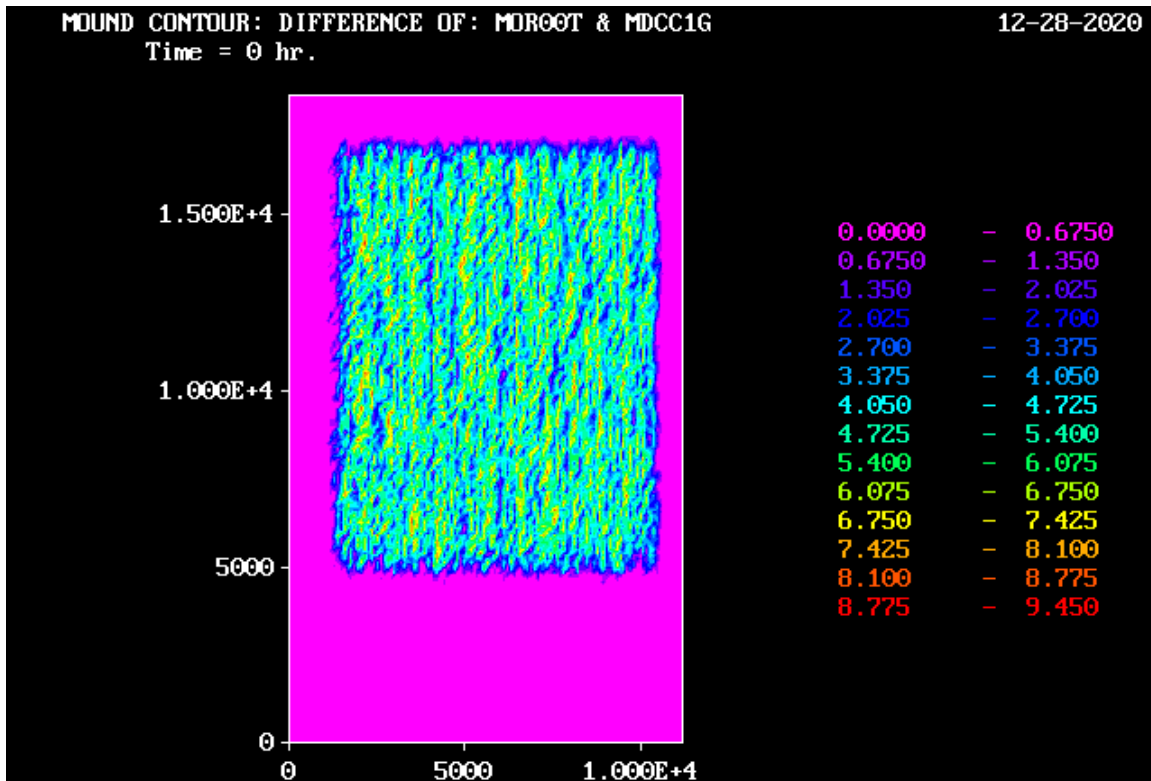 MOUND CONTOUR: DIFFERENCE OF: MDR00T & MDCC1G 12-28-2020
Time = 0 hr.
1.500E+4
0.0000 – 0.6750
0.6750 – 1.350
1.350 – 2.025
2.025 – 2.700
2.700 – 3.375
1.000E+4
3.375 – 4.050
4.050 – 4.725
4.725 – 5.400
5.400 – 6.075
6.075 – 6.750
6.750 – 7.425
7.425 – 8.100
5000
8.100 – 8.775
8.775 – 9.450
0
0 5000 1.000E+4